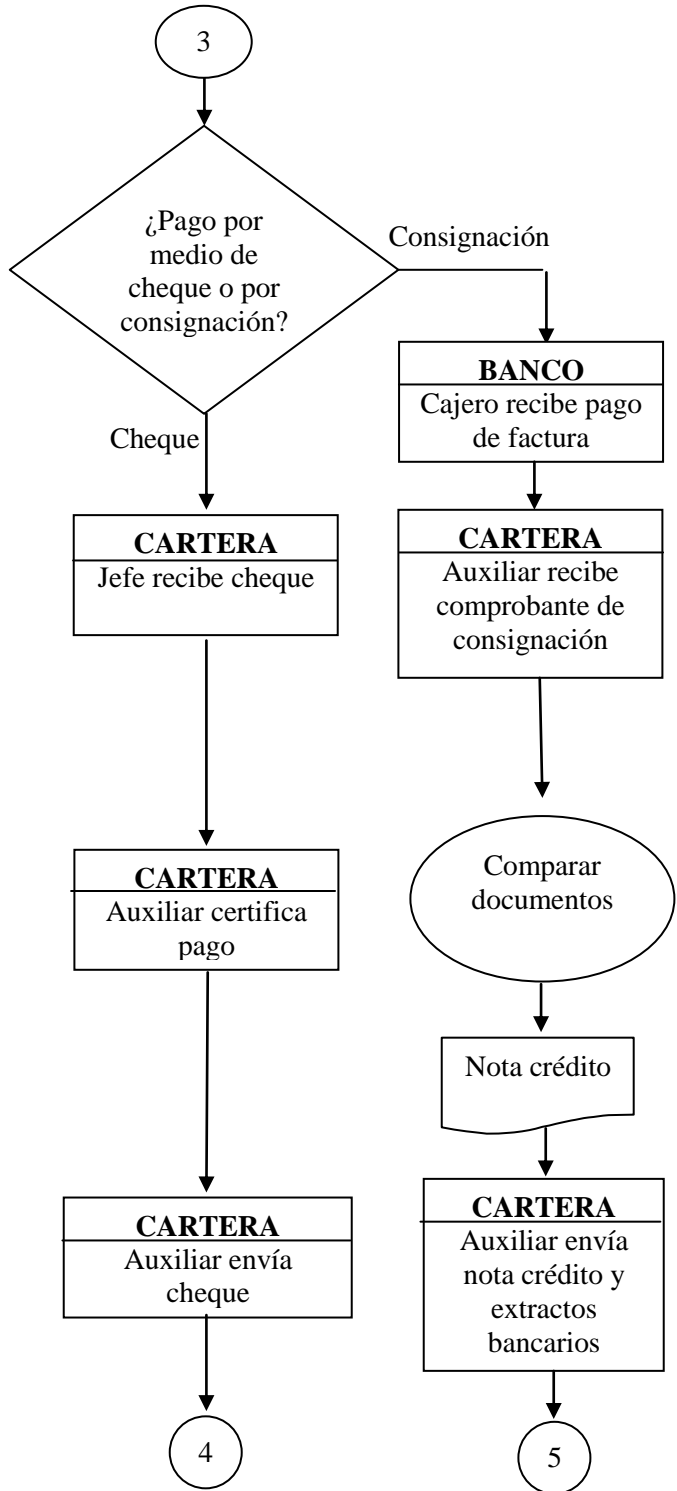 3
¿Pago por
medio de
cheque o por
consignación?
Consignación
Cheque
BANCO
Cajero recibe pago
de factura
CARTERA
Jefe recibe cheque
CARTERA
Auxiliar recibe
comprobante de
consignación
CARTERA
Auxiliar certifica
pago
Comparar
documentos
Nota crédito
CARTERA
Auxiliar envía
cheque
CARTERA
Auxiliar envía
nota crédito y
extractos
bancarios
4
5